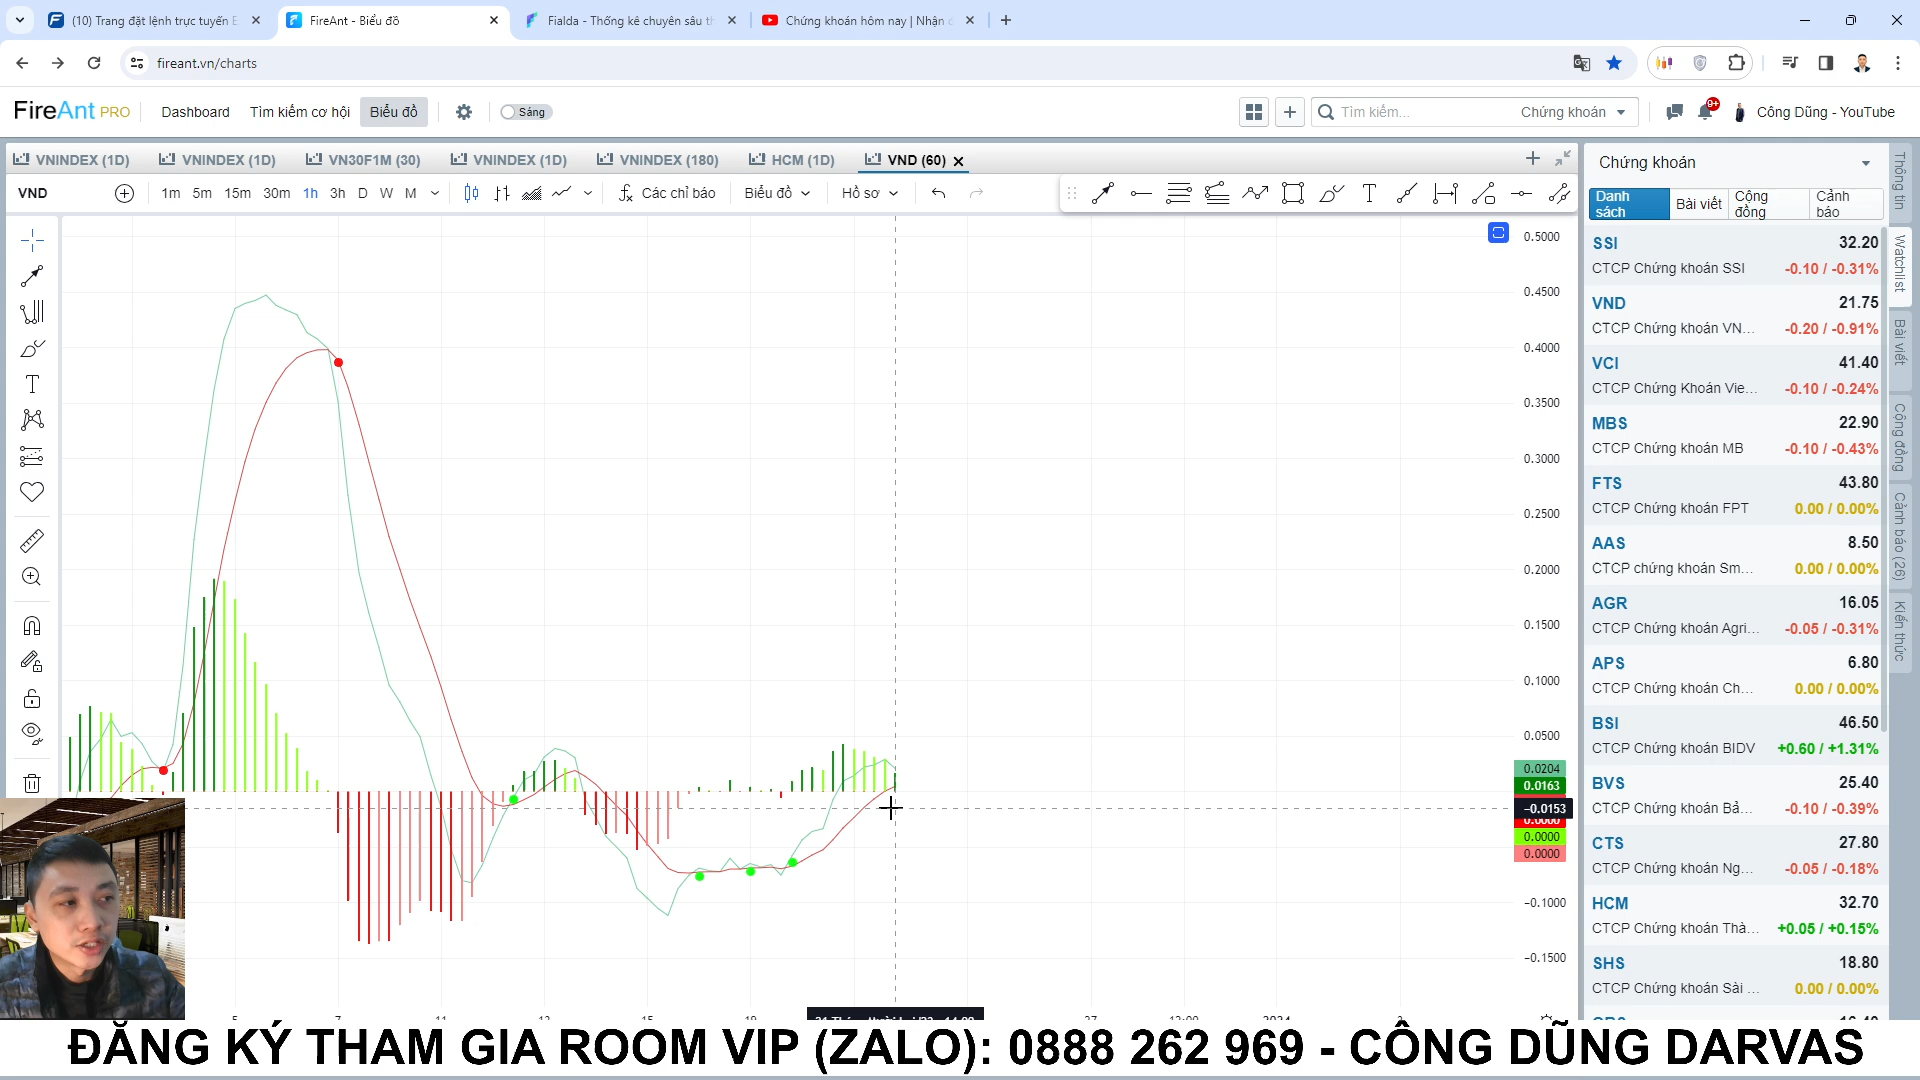 (10) Trang đặt lệnh trực tuyến E
FireAnt - Biểu đồ
Fialda - Thống kê chuyên sâu th
Chứng khoán hôm nay | Nhận
fireant.vn/charts
FireAnt PRO
Dashboard
Tìm kiếm cơ hội
Biểu đồ
Sáng
Tìm kiếm...
Chứng khoán
9+
Công Dũng - YouTube
VNINDEX (1D)
VNINDEX (1D)
VN30F1M (30)
VNINDEX (1D)
VNINDEX (180)
HCM (1D)
VND (60)
VND
1m 5m 15m 30m 1h 3h D W M
Các chỉ báo
Biểu đồ
Hồ sơ
0.5000
0.4500
0.4000
0.3500
0.3000
0.2500
0.2000
0.1500
0.1000
0.0500
0.0204
0.0163
−0.0153
0.0000
0.0000
0.0000
−0.1000
−0.1500
Chứng khoán
Danh sách
Bài viết
Cộng đồng
Cảnh báo
SSI 32.20
CTCP Chứng khoán SSI -0.10 / -0.31%
VND 21.75
CTCP Chứng khoán VN... -0.20 / -0.91%
VCI 41.40
CTCP Chứng Khoán Vie... -0.10 / -0.24%
MBS 22.90
CTCP Chứng khoán MB -0.10 / -0.43%
FTS 43.80
CTCP Chứng khoán FPT 0.00 / 0.00%
AAS 8.50
CTCP chứng khoán Sm... 0.00 / 0.00%
AGR 16.05
CTCP Chứng khoán Agri... -0.05 / -0.31%
APS 6.80
CTCP Chứng khoán Ch... 0.00 / 0.00%
BSI 46.50
CTCP Chứng khoán BIDV +0.60 / +1.31%
BVS 25.40
CTCP Chứng khoán Bả... -0.10 / -0.39%
CTS 27.80
CTCP Chứng khoán Ng... -0.05 / -0.18%
HCM 32.70
CTCP Chứng khoán Thà... +0.05 / +0.15%
SHS 18.80
CTCP Chứng khoán Sài ... 0.00 / 0.00%
Thông tin
Watchlist
Bài viết
Cộng đồng
Cảnh báo (26)
Kiến thức
ĐĂNG KÝ THAM GIA ROOM VIP (ZALO): 0888 262 969 - CÔNG DŨNG DARVAS